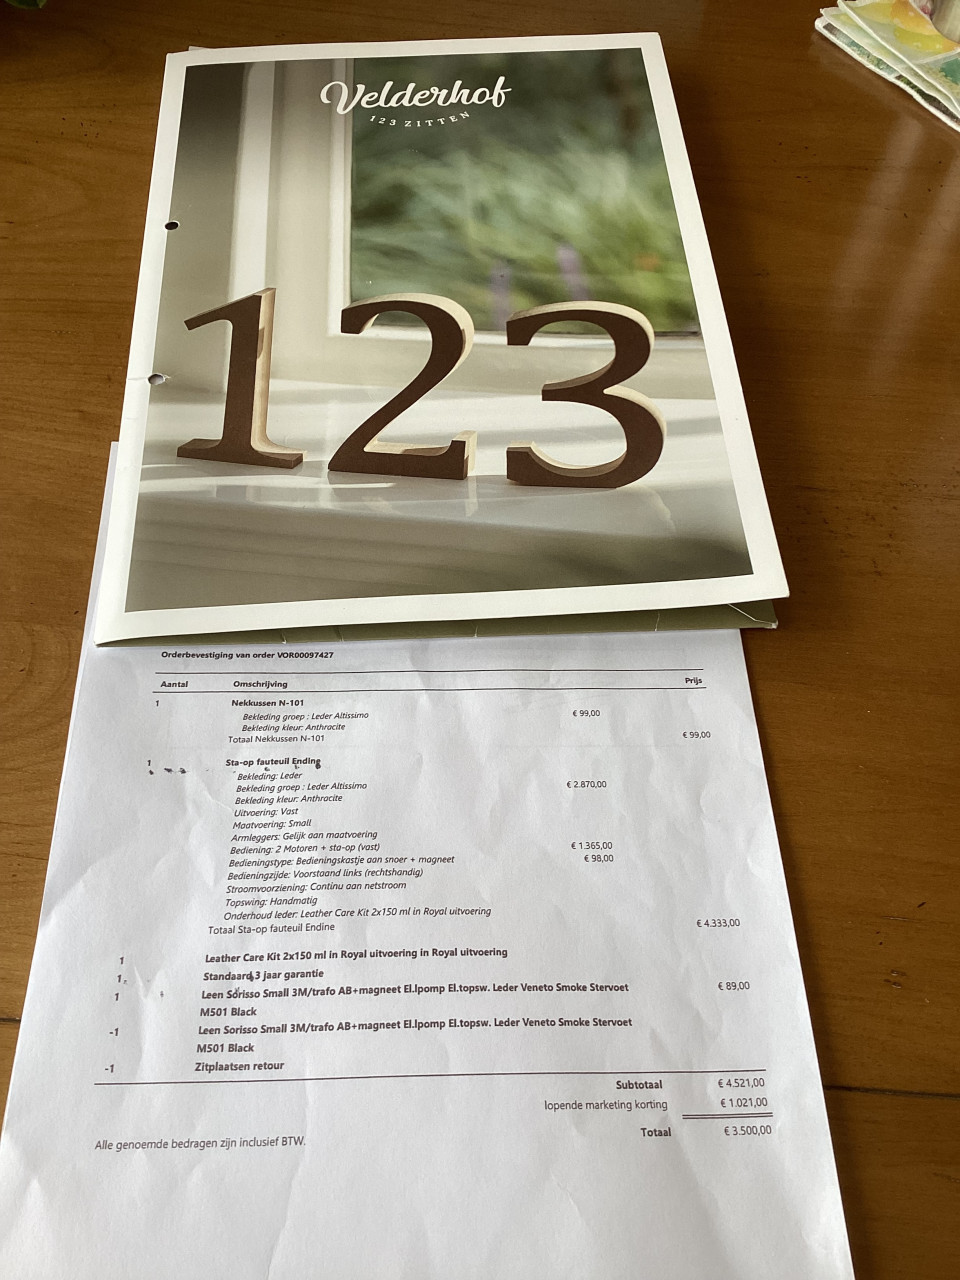 Velderhof
123 ZITTEN
123
Orderbevestiging van order VOR00097427
Aantal Omschrijving Prijs
1 Nekkussen N-101
Bekleding groep : Leder Altissimo € 99,00
Bekleding kleur: Anthracite
Totaal Nekkussen N-101 € 99,00
1 Sta-op fauteuil Ending
Bekleding: Leder
Bekleding groep : Leder Altissimo € 2.870,00
Bekleding kleur: Anthracite
Uitvoering: Vast
Maatvoering: Small
Armleggers: Gelijk aan maatvoering
Bediening: 2 Motoren + sta-op (vast) € 1.365,00
Bedieningstype: Bedieningskastje aan snoer + magneet € 98,00
Bedieningzijde: Voorstaand links (rechtshandig)
Stroomvoorziening: Continu aan netstroom
Topswing: Handmatig
Onderhoud leder: Leather Care Kit 2x150 ml in Royal uitvoering
Totaal Sta-op fauteuil Endine € 4.333,00
1 Leather Care Kit 2x150 ml in Royal uitvoering in Royal uitvoering
1 Standaard 3 jaar garantie
1 Leen Sorisso Small 3M/trafo AB+magneet El.lpomp El.topsw. Leder Veneto Smoke Stervoet € 89,00
M501 Black
-1 Leen Sorisso Small 3M/trafo AB+magneet El.lpomp El.topsw. Leder Veneto Smoke Stervoet
M501 Black
-1 Zitplaatsen retour
Subtotaal € 4.521,00
lopende marketing korting € 1.021,00
Totaal € 3.500,00
Alle genoemde bedragen zijn inclusief BTW.